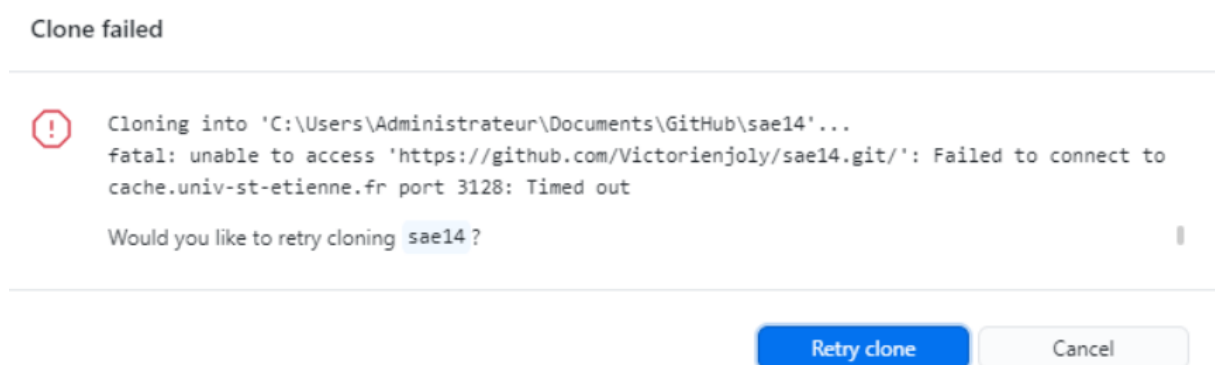 Clone failed
Cloning into 'C:\Users\Administrateur\Documents\GitHub\sae14'...
fatal: unable to access 'https://github.com/Victorienjoly/sae14.git/': Failed to connect to
cache.univ-st-etienne.fr port 3128: Timed out
Would you like to retry cloning sae14?
Retry clone
Cancel